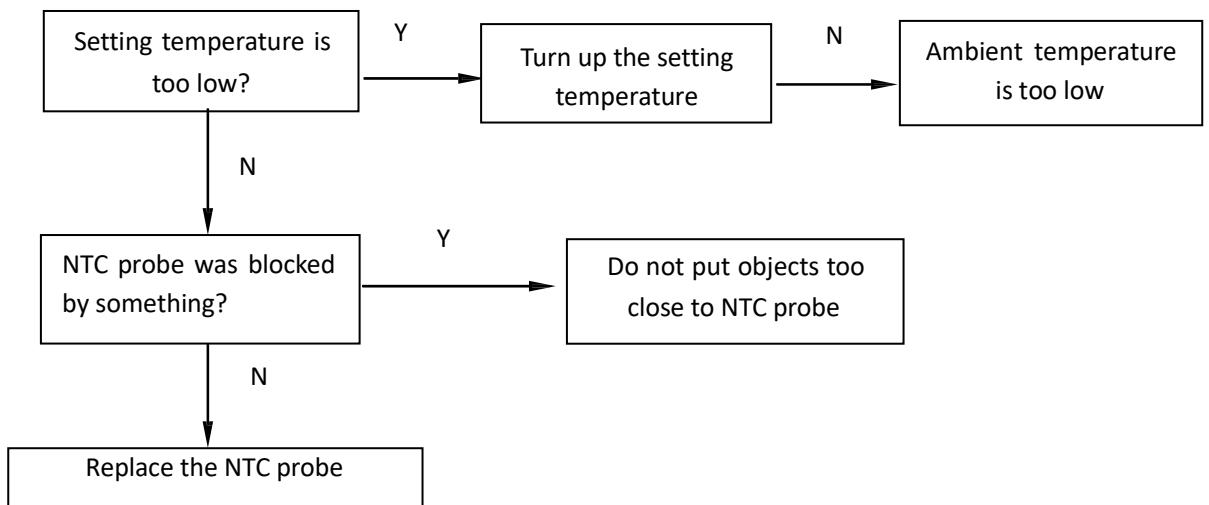 Setting temperature is
too low?
Y
Turn up the setting
temperature
N
Ambient temperature
is too low
N
NTC probe was blocked
by something?
Y
Do not put objects too
close to NTC probe
N
Replace the NTC probe